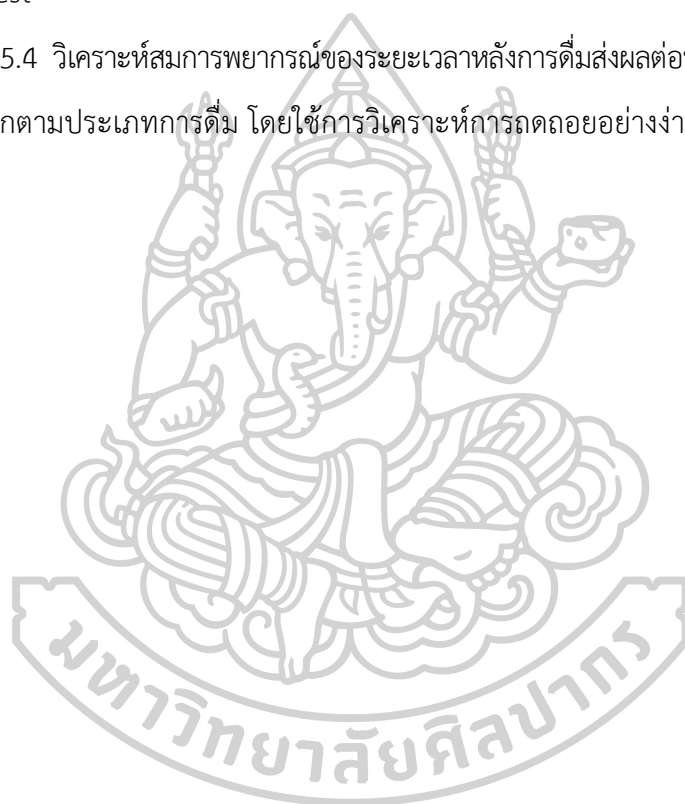 5.4 วิเคราะห์สมการพยากรณ์ของระยะเวลาหลังการดื่มส่งผลต่อ
กตามประเภทการดื่ม โดยใช้การวิเคราะห์การถดถอยอย่างง่า
มหาวิทยาลัยศิลปากร